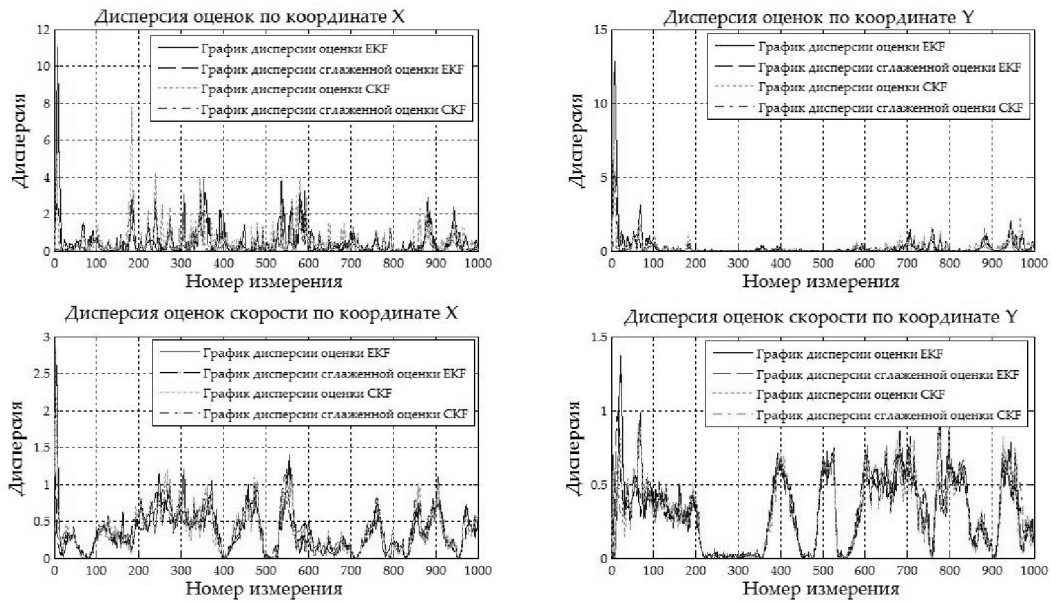 Дисперсия оценок по координате X
12
10
8
6
4
2
0
Дисперсия
График дисперсии оценки EKF
График дисперсии сглаженной оценки EKF
График дисперсии оценки CKF
График дисперсии сглаженной оценки CKF
0 100 200 300 400 500 600 700 800 900 1000
Номер измерения
Дисперсия оценок по координате Y
15
10
5
0
Дисперсия
График дисперсии оценки EKF
График дисперсии сглаженной оценки EKF
График дисперсии оценки CKF
График дисперсии сглаженной оценки CKF
0 100 200 300 400 500 600 700 800 900 1000
Номер измерения
Дисперсия оценок скорости по координате X
3
2.5
2
1.5
1
0.5
0
Дисперсия
График дисперсии оценки EKF
График дисперсии сглаженной оценки EKF
График дисперсии оценки CKF
График дисперсии сглаженной оценки CKF
0 100 200 300 400 500 600 700 800 900 1000
Номер измерения
Дисперсия оценок скорости по координате Y
1.5
1
0.5
0
Дисперсия
График дисперсии оценки EKF
График дисперсии сглаженной оценки EKF
График дисперсии оценки CKF
График дисперсии сглаженной оценки CKF
0 100 200 300 400 500 600 700 800 900 1000
Номер измерения